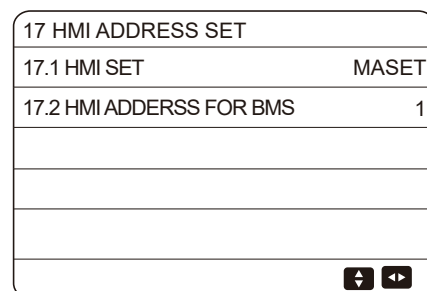 17 HMI ADDRESS SET
17.1 HMI SET MASET
17.2 HMI ADDERSS FOR BMS 1